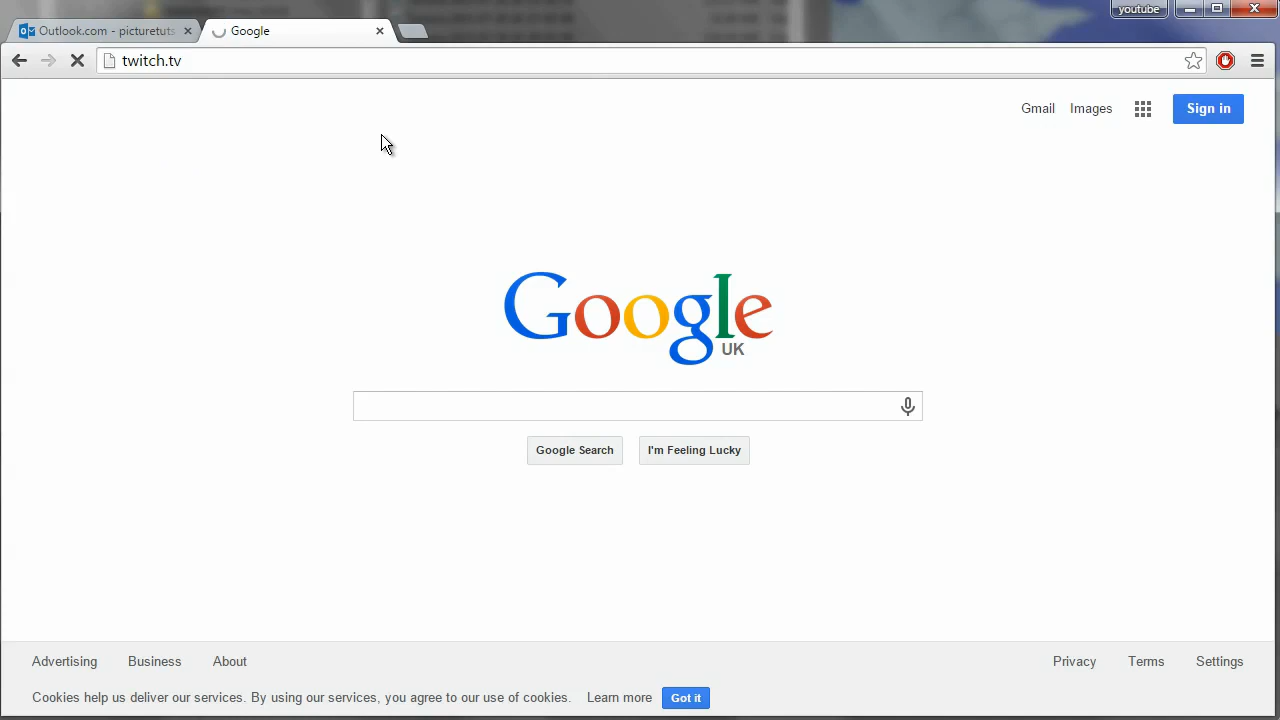 youtube
Outlook.com - picturetuts
Google
twitch.tv
Gmail Images Sign in
Google
UK
Google Search I'm Feeling Lucky
Advertising Business About Privacy Terms Settings
Cookies help us deliver our services. By using our services, you agree to our use of cookies. Learn more Got it